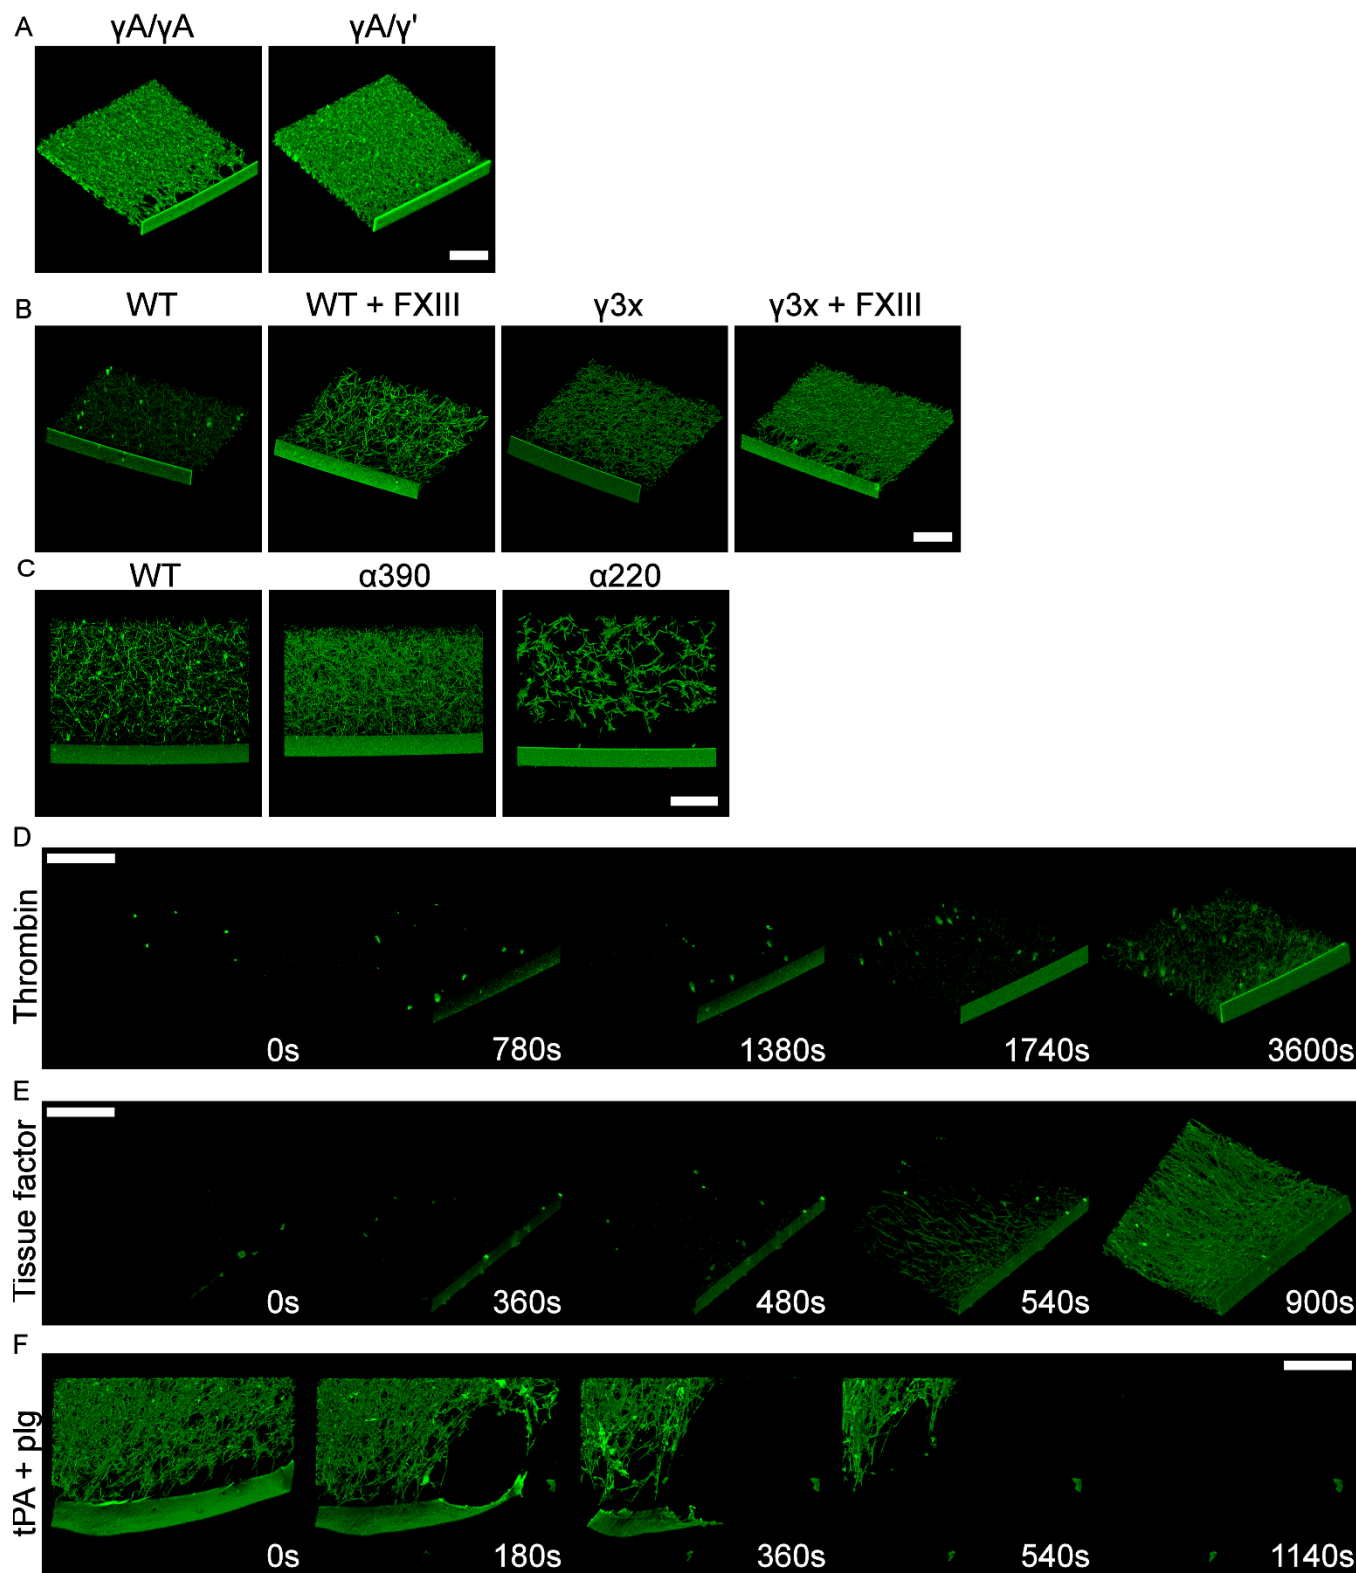 A
γA/γA γA/γ'
B
WT WT + FXIII γ3x γ3x + FXIII
C
WT α390 α220
D
Thrombin
0s 780s 1380s 1740s 3600s
E
Tissue factor
0s 360s 480s 540s 900s
F
tPA + plg
0s 180s 360s 540s 1140s